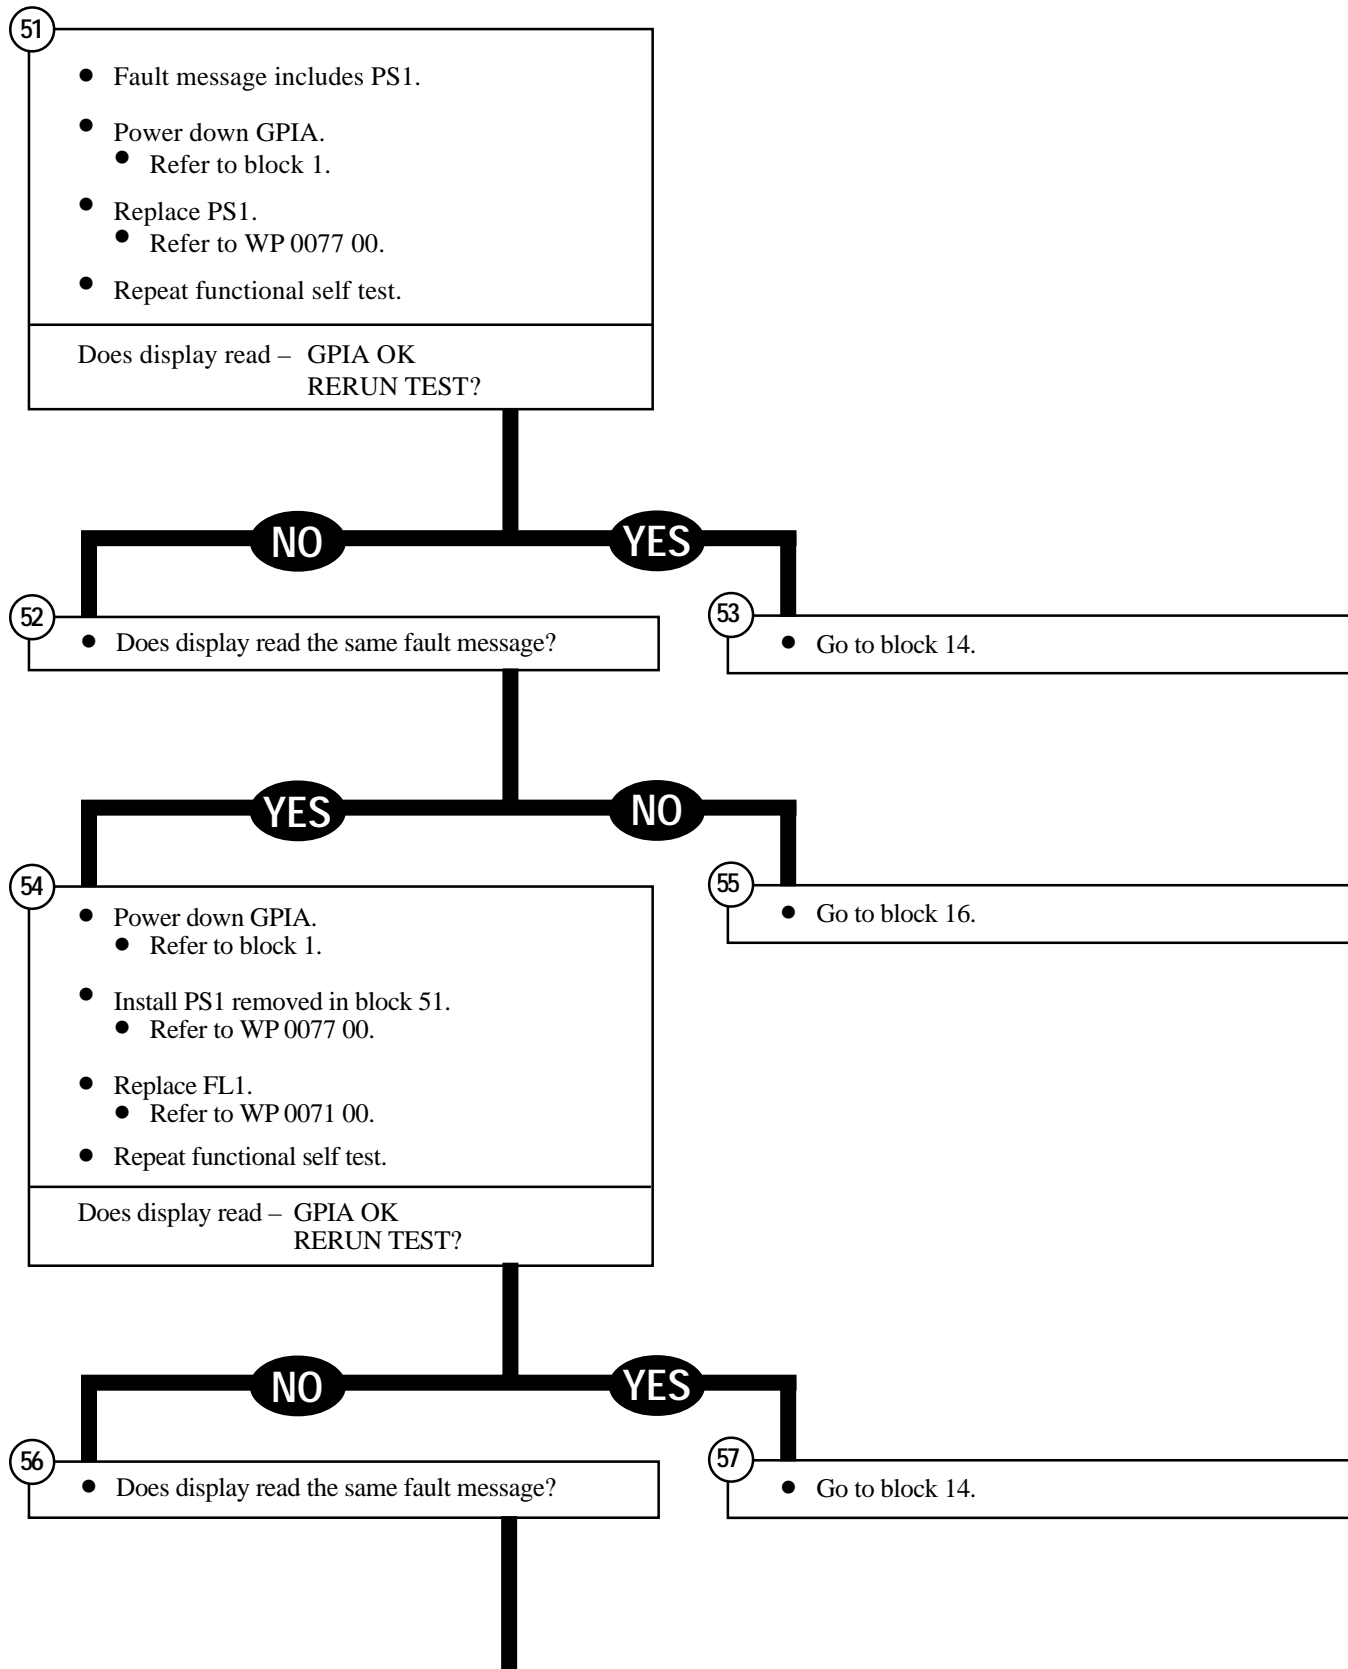 51
• Fault message includes PS1.
• Power down GPIA.
• Refer to block 1.
• Replace PS1.
• Refer to WP 0077 00.
• Repeat functional self test.
Does display read – GPIA OK
RERUN TEST?
NO
YES
52
• Does display read the same fault message?
53
• Go to block 14.
YES
NO
54
• Power down GPIA.
• Refer to block 1.
• Install PS1 removed in block 51.
• Refer to WP 0077 00.
• Replace FL1.
• Refer to WP 0071 00.
• Repeat functional self test.
Does display read – GPIA OK
RERUN TEST?
55
• Go to block 16.
NO
YES
56
• Does display read the same fault message?
57
• Go to block 14.